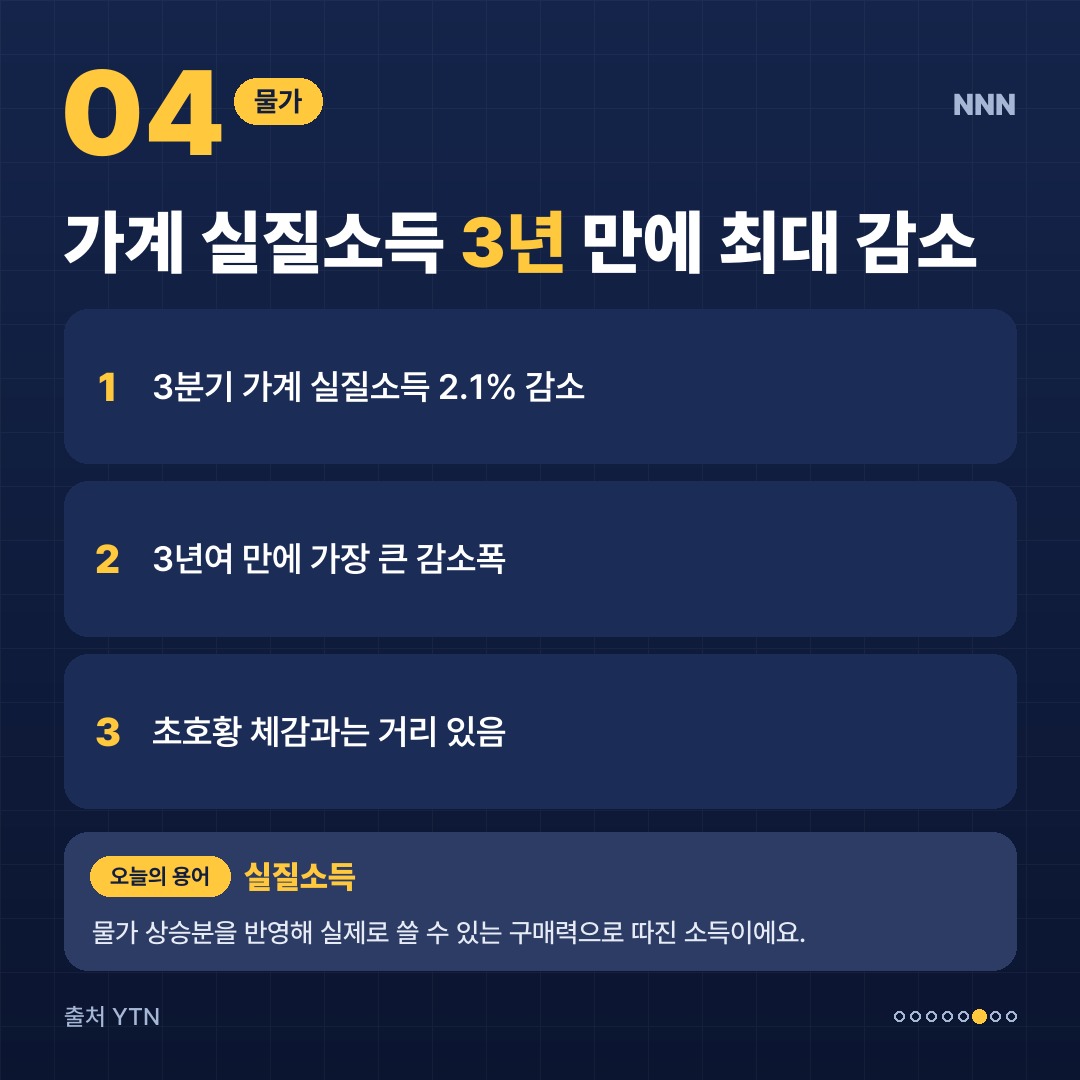 04 물가
NNN
가계 실질소득 3년 만에 최대 감소
1 3분기 가계 실질소득 2.1% 감소
2 3년여 만에 가장 큰 감소폭
3 초호황 체감과는 거리 있음
오늘의 용어 실질소득
물가 상승분을 반영해 실제로 쓸 수 있는 구매력으로 따진 소득이에요.
출처 YTN